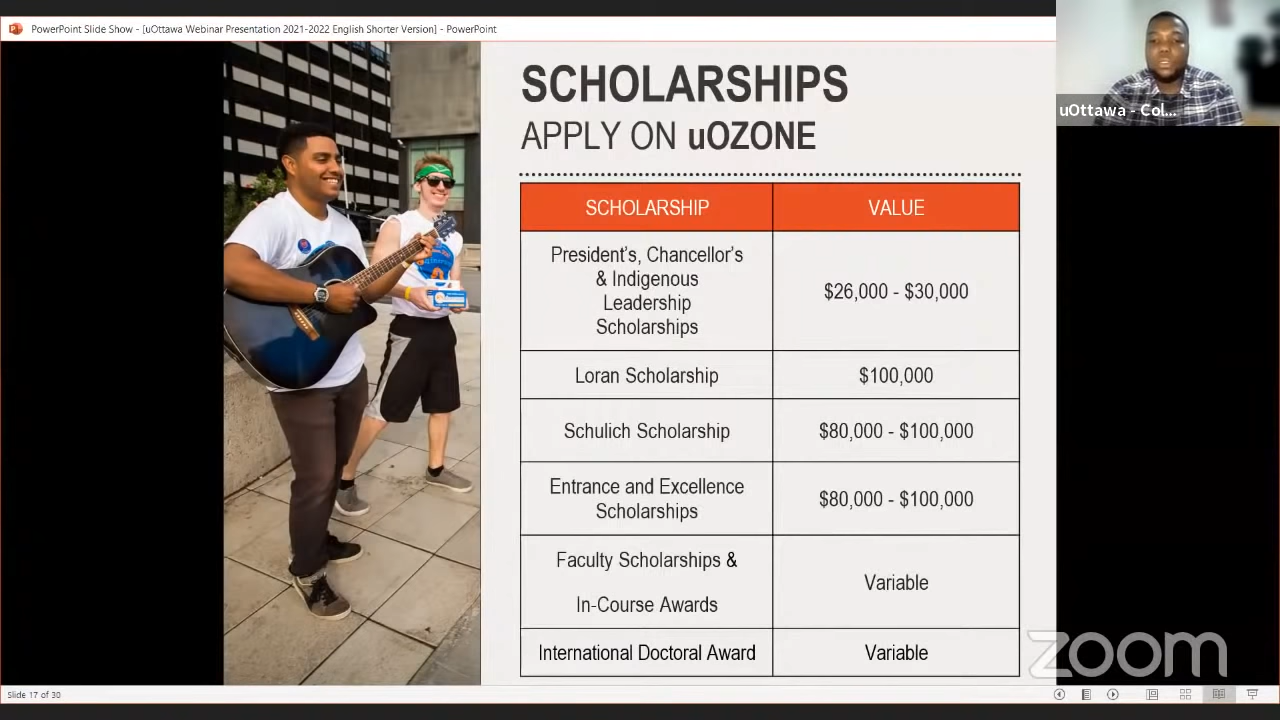 PowerPoint Slide Show - [uOttawa Webinar Presentation 2021-2022 English Shorter Version] - PowerPoint
uOttawa - Col...
SCHOLARSHIPS
APPLY ON uOZONE
SCHOLARSHIP
VALUE
President's, Chancellor's
& Indigenous
Leadership
Scholarships
$26,000 - $30,000
Loran Scholarship
$100,000
Schulich Scholarship
$80,000 - $100,000
Entrance and Excellence
Scholarships
$80,000 - $100,000
Faculty Scholarships &
In-Course Awards
Variable
International Doctoral Award
Variable
zoom
Slide 17 of 30